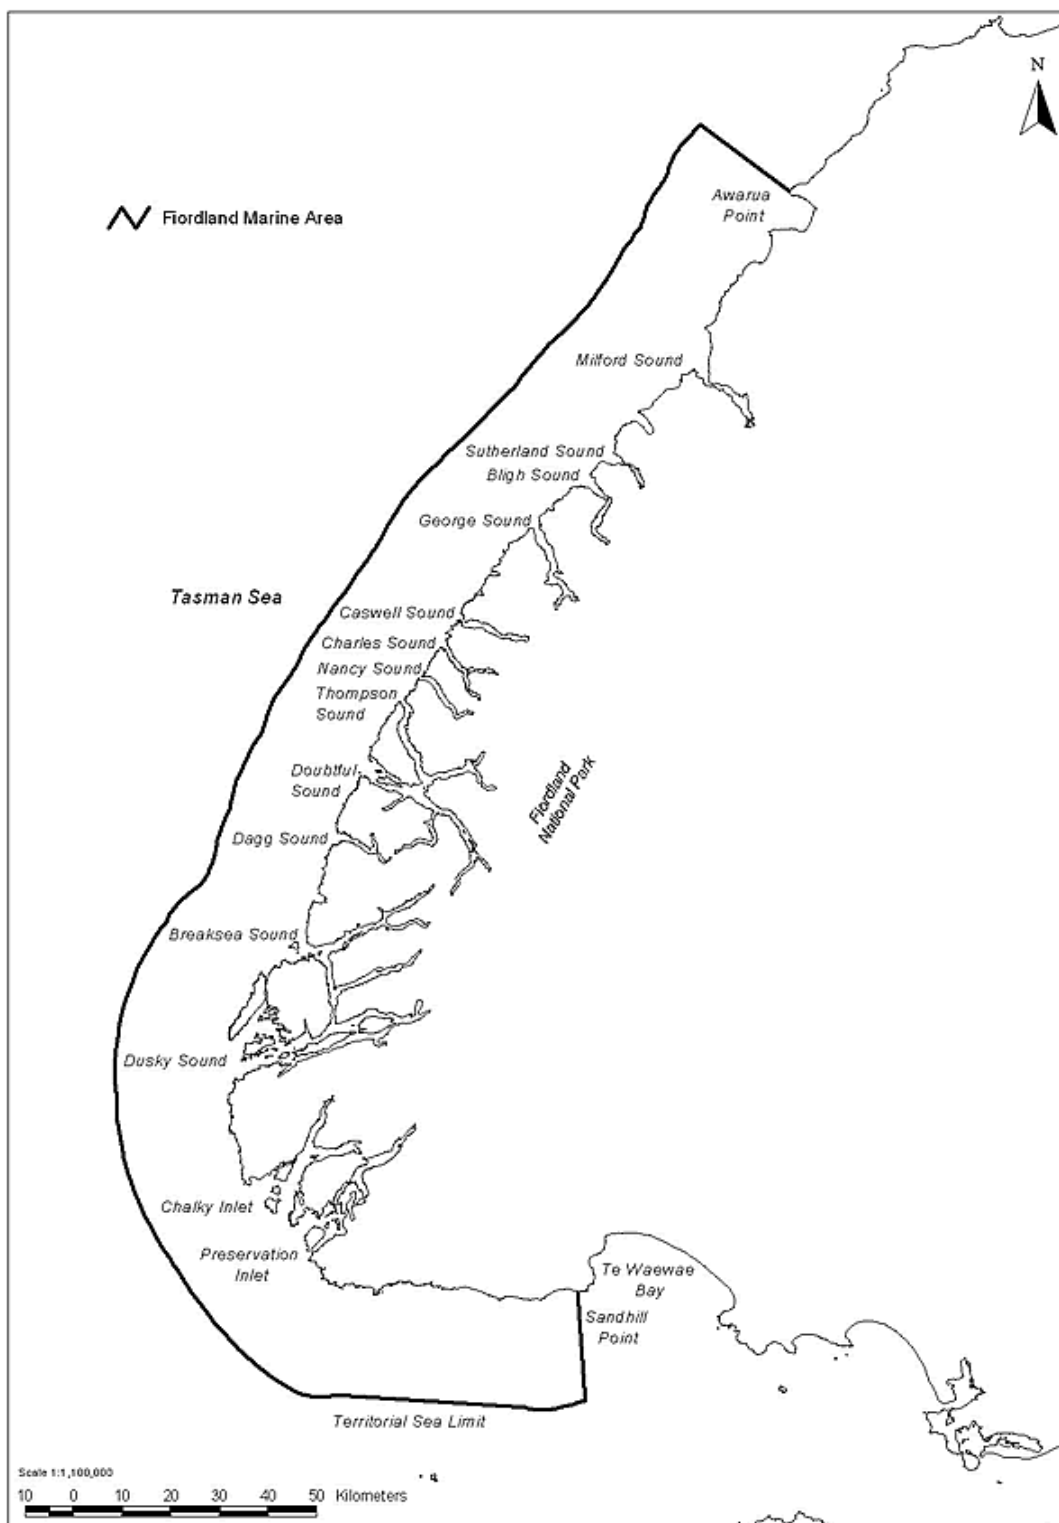 N
Awarua
Point
Fiordland Marine Area
Milford Sound
Sutherland Sound
Bligh Sound
George Sound
Tasman Sea
Caswell Sound
Charles Sound
Nancy Sound
Thompson
Sound
Doubtful
Sound
Fiordland
National Park
Dagg Sound
Breaksea Sound
Dusky Sound
Chalky Inlet
Preservation
Inlet
Te Waewae
Bay
Sandhill
Point
Territorial Sea Limit
Scale 1:1,100,000
10 0 10 20 30 40 50 Kilometers